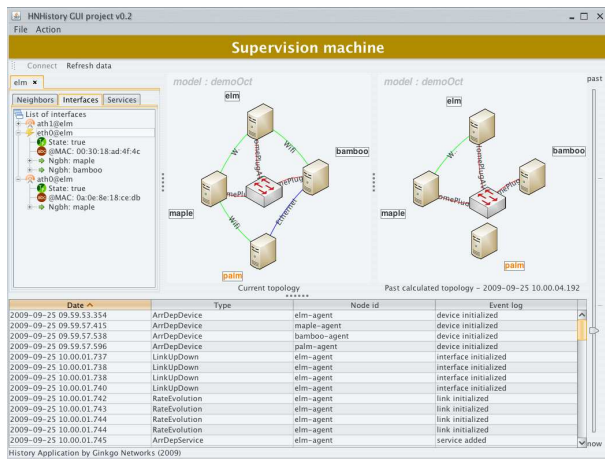 HNHistory GUI project v0.2
File Action
Supervision machine
Connect Refresh data
elm
Neighbors Interfaces Services
List of interfaces
ath1@elm
eth0@elm
State: true
@MAC: 00:30:18:ad:4f:4c
Ngbh: maple
Ngbh: bamboo
ath0@elm
State: true
@MAC: 0a:0e:8e:18:ce:db
Ngbh: maple
model : demoOct
elm
bamboo
maple
palm
Wifi
Wifi
Ethernet
Current topology
model : demoOct
elm
bamboo
maple
palm
Past calculated topology - 2009-09-25 10.00.04.192
past
now
Date Type Node id Event log
2009-09-25 09.59.53.354 ArrDepDevice elm-agent device initialized
2009-09-25 09.59.57.415 ArrDepDevice maple-agent device initialized
2009-09-25 09.59.57.538 ArrDepDevice bamboo-agent device initialized
2009-09-25 09.59.57.596 ArrDepDevice palm-agent device initialized
2009-09-25 10.00.01.737 LinkUpDown elm-agent interface initialized
2009-09-25 10.00.01.738 LinkUpDown elm-agent interface initialized
2009-09-25 10.00.01.738 LinkUpDown elm-agent interface initialized
2009-09-25 10.00.01.740 LinkUpDown elm-agent interface initialized
2009-09-25 10.00.01.742 RateEvolution elm-agent link initialized
2009-09-25 10.00.01.743 RateEvolution elm-agent link initialized
2009-09-25 10.00.01.744 RateEvolution elm-agent link initialized
2009-09-25 10.00.01.744 RateEvolution elm-agent link initialized
2009-09-25 10.00.01.745 ArrDepService elm-agent service added
History Application by Ginkgo Networks (2009)